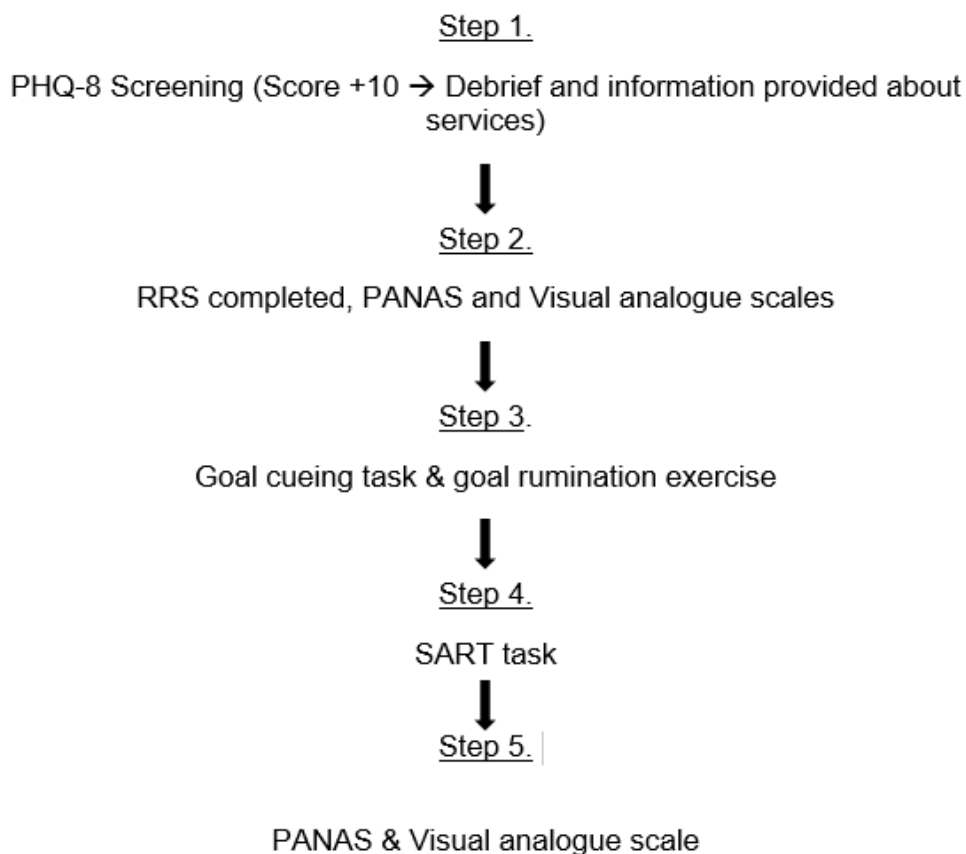 Step 1.
PHQ-8 Screening (Score +10 → Debrief and information provided about
services)
Step 2.
RRS completed, PANAS and Visual analogue scales
Step 3.
Goal cueing task & goal rumination exercise
Step 4.
SART task
Step 5.
PANAS & Visual analogue scale